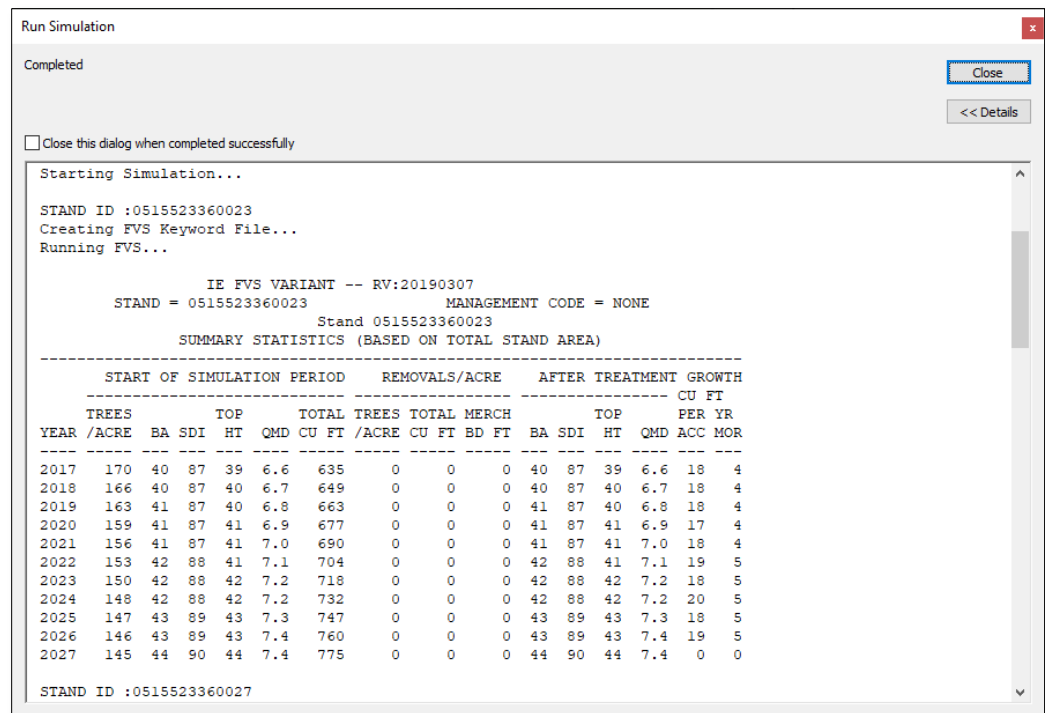 Run Simulation
x
Completed
Close
<< Details
Close this dialog when completed successfully
Starting Simulation...
STAND ID :0515523360023
Creating FVS Keyword File...
Running FVS...
IE FVS VARIANT -- RV:20190307
STAND = 0515523360023 MANAGEMENT CODE = NONE
Stand 0515523360023
SUMMARY STATISTICS (BASED ON TOTAL STAND AREA)
--------------------------------------------------------------------------
START OF SIMULATION PERIOD REMOVALS/ACRE AFTER TREATMENT GROWTH
---------------------------- ----------------- ---------------- CU FT
TREES TOP TOTAL TREES TOTAL MERCH TOP PER YR
YEAR /ACRE BA SDI HT QMD CU FT /ACRE CU FT BD FT BA SDI HT QMD ACC MOR
---- ----- --- --- --- ---- ----- ----- ----- ----- --- --- --- ---- --- ---
2017 170 40 87 39 6.6 635 0 0 0 40 87 39 6.6 18 4
2018 166 40 87 40 6.7 649 0 0 0 40 87 40 6.7 18 4
2019 163 41 87 40 6.8 663 0 0 0 41 87 40 6.8 18 4
2020 159 41 87 41 6.9 677 0 0 0 41 87 41 6.9 17 4
2021 156 41 87 41 7.0 690 0 0 0 41 87 41 7.0 18 4
2022 153 42 88 41 7.1 704 0 0 0 42 88 41 7.1 19 5
2023 150 42 88 42 7.2 718 0 0 0 42 88 42 7.2 18 5
2024 148 42 88 42 7.2 732 0 0 0 42 88 42 7.2 20 5
2025 147 43 89 43 7.3 747 0 0 0 43 89 43 7.3 18 5
2026 146 43 89 43 7.4 760 0 0 0 43 89 43 7.4 19 5
2027 145 44 90 44 7.4 775 0 0 0 44 90 44 7.4 0 0
STAND ID :0515523360027